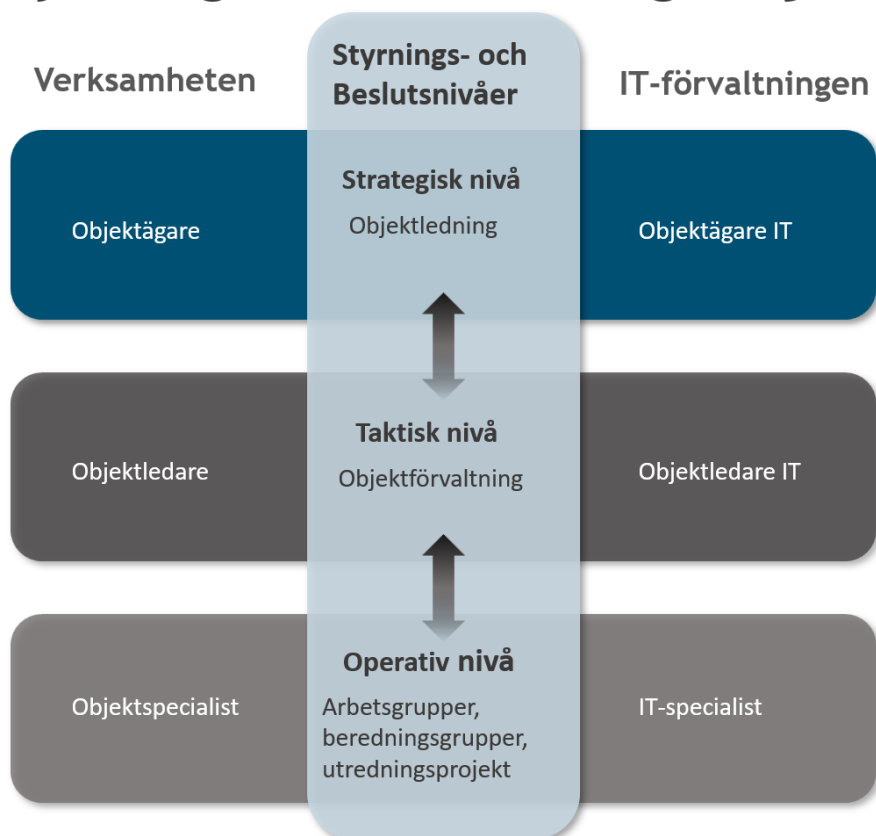 Styrnings- och
Beslutsnivåer
Verksamheten
IT-förvaltningen
Strategisk nivå
Objektägare
Objektledning
Objektägare IT
Taktisk nivå
Objektledare
Objektförvaltning
Objektledare IT
Operativ nivå
Objektspecialist
Arbetsgrupper,
beredningsgrupper,
utredningsprojekt
IT-specialist